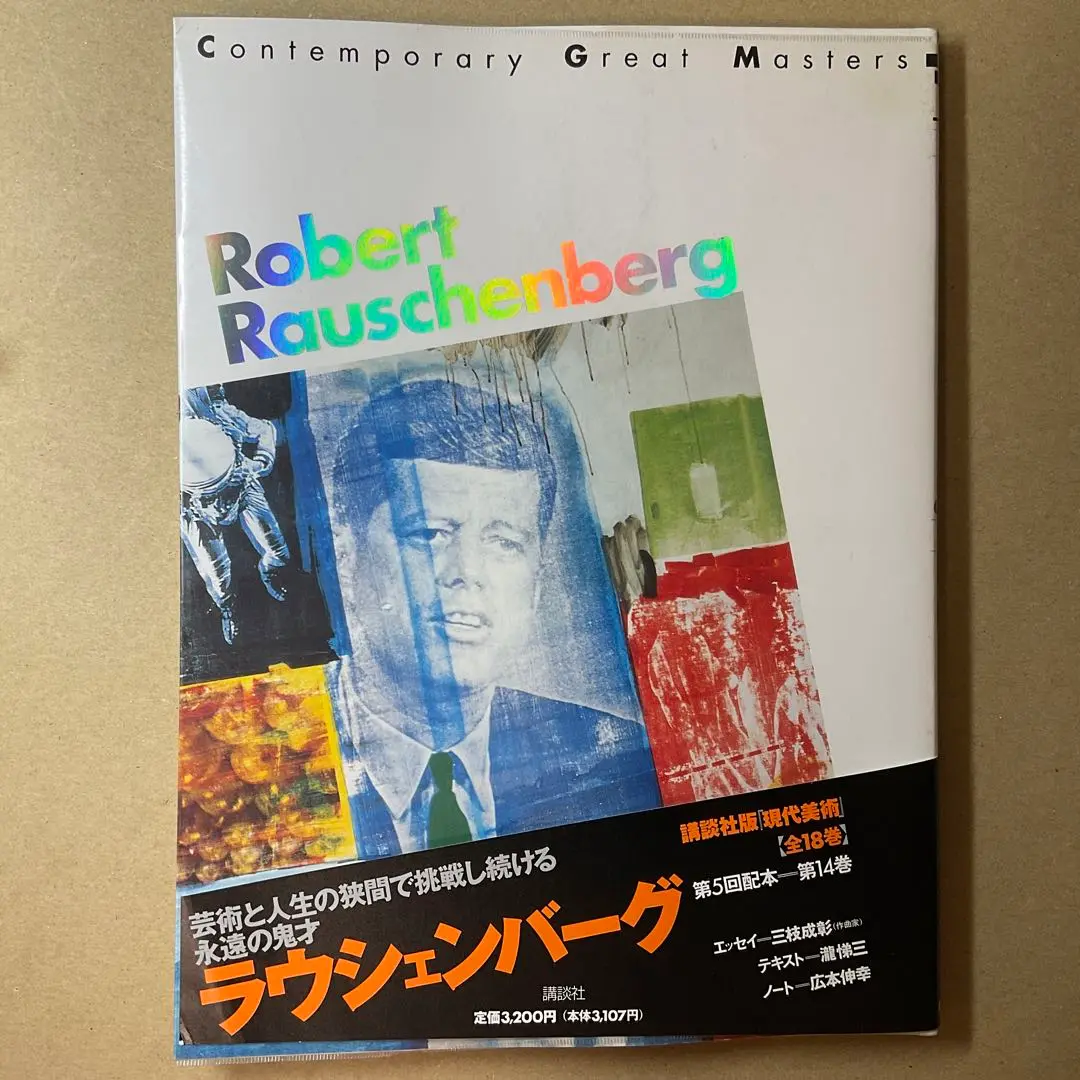 Contemporary Great Masters
Robert
Rauschenberg
講談社版『現代美術』
【全18巻】
第5回配本—第14巻
芸術と人生の狭間で挑戦し続ける
永遠の鬼才
ラウシェンバーグ
エッセイ—三枝成彰(作曲家)
テキスト—瀧悌三
ノート—広本伸幸
講談社
定価3,200円(本体3,107円)